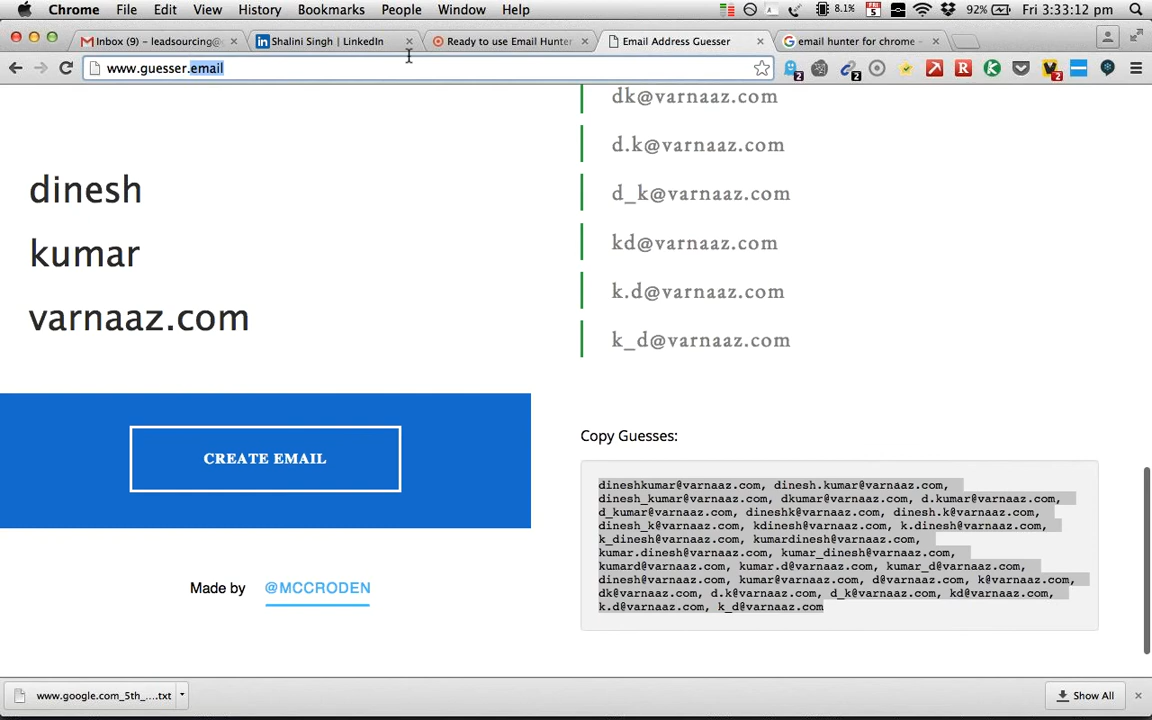 Chrome File Edit View History Bookmarks People Window Help 8.1% 92% Fri 3:33:12 pm
Inbox (9) – leadsourcing@ Shalini Singh | LinkedIn Ready to use Email Hunter Email Address Guesser email hunter for chrome –
www.guesser.email
dk@varnaaz.com
d.k@varnaaz.com
dinesh
d_k@varnaaz.com
kumar
kd@varnaaz.com
k.d@varnaaz.com
varnaaz.com
k_d@varnaaz.com
CREATE EMAIL
Copy Guesses:
dineshkumar@varnaaz.com, dinesh.kumar@varnaaz.com,
dinesh_kumar@varnaaz.com, dkumar@varnaaz.com, d.kumar@varnaaz.com,
d_kumar@varnaaz.com, dineshk@varnaaz.com, dinesh.k@varnaaz.com,
dinesh_k@varnaaz.com, kdinesh@varnaaz.com, k.dinesh@varnaaz.com,
k_dinesh@varnaaz.com, kumardinesh@varnaaz.com,
kumar.dinesh@varnaaz.com, kumar_dinesh@varnaaz.com,
kumard@varnaaz.com, kumar.d@varnaaz.com, kumar_d@varnaaz.com,
dinesh@varnaaz.com, kumar@varnaaz.com, d@varnaaz.com, k@varnaaz.com,
dk@varnaaz.com, d.k@varnaaz.com, d_k@varnaaz.com, kd@varnaaz.com,
k.d@varnaaz.com, k_d@varnaaz.com
Made by @MCCRODEN
www.google.com_5th_....txt Show All